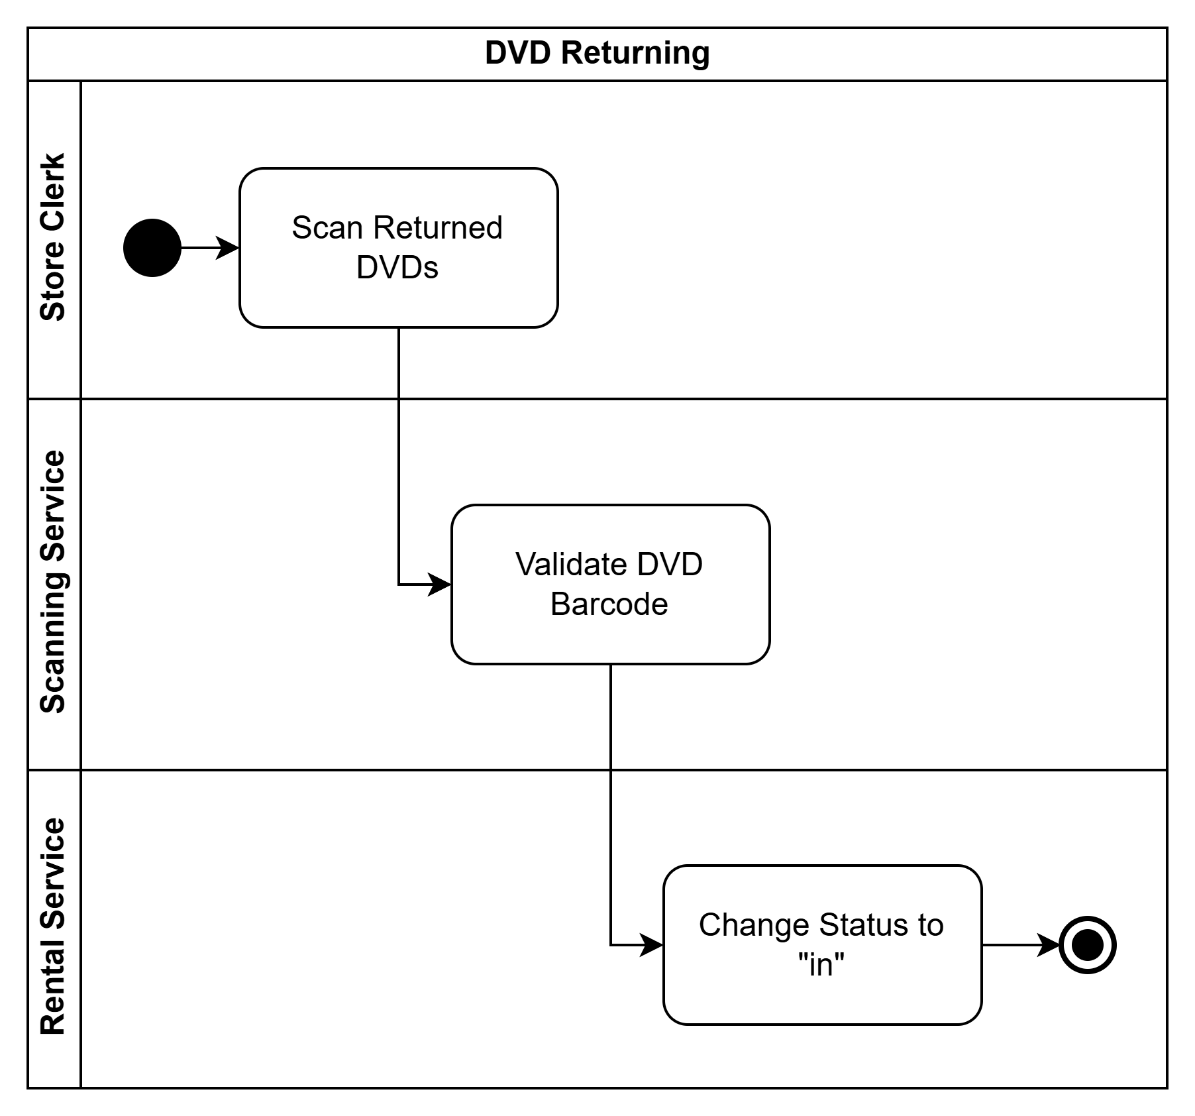 DVD Returning
Store Clerk
Scan Returned
DVDs
Scanning Service
Validate DVD
Barcode
Rental Service
Change Status to
"in"